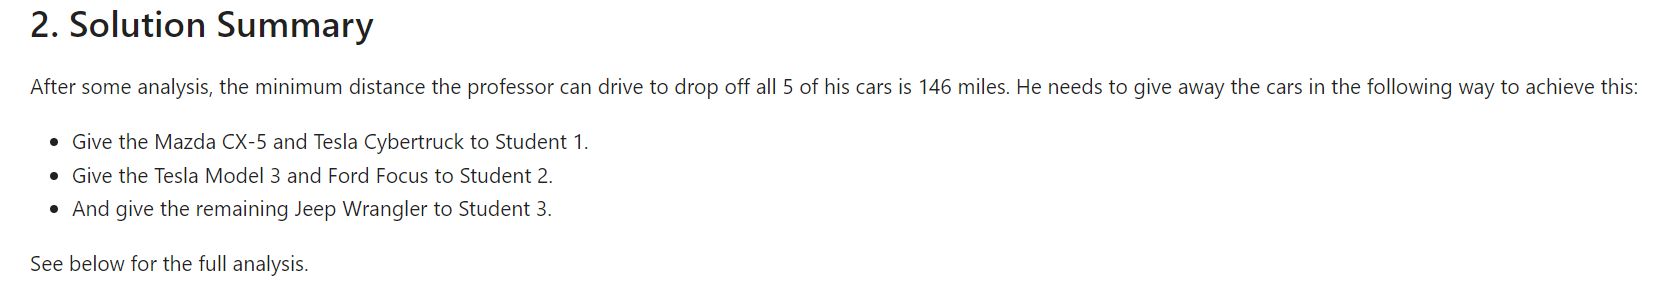 2. Solution Summary
After some analysis, the minimum distance the professor can drive to drop off all 5 of his cars is 146 miles. He needs to give away the cars in the following way to achieve this:
• Give the Mazda CX-5 and Tesla Cybertruck to Student 1.
• Give the Tesla Model 3 and Ford Focus to Student 2.
• And give the remaining Jeep Wrangler to Student 3.
See below for the full analysis.